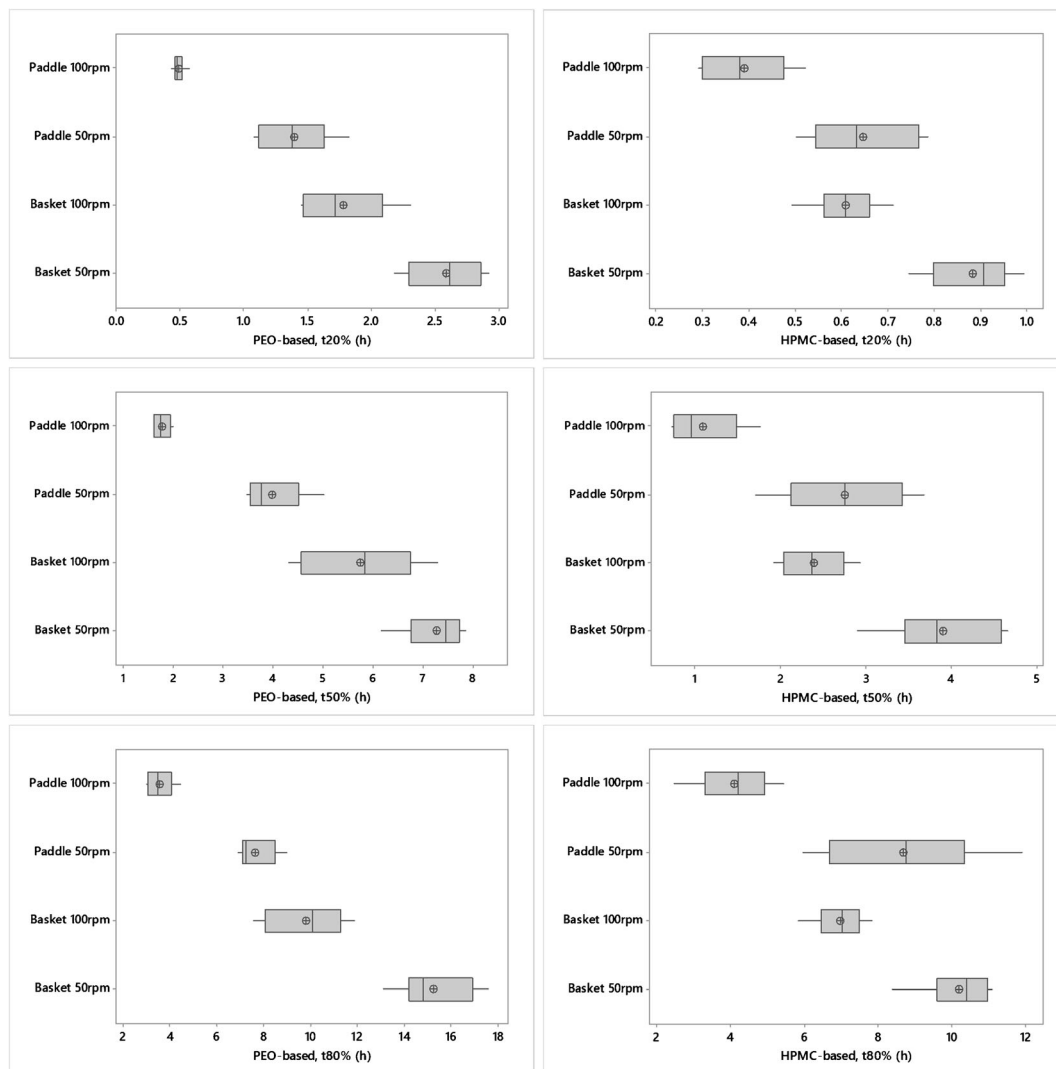 Paddle 100rpm
Paddle 50rpm
Basket 100rpm
Basket 50rpm
0.0 0.5 1.0 1.5 2.0 2.5 3.0
PEO-based, t20% (h)
Paddle 100rpm
Paddle 50rpm
Basket 100rpm
Basket 50rpm
0.2 0.3 0.4 0.5 0.6 0.7 0.8 0.9 1.0
HPMC-based, t20% (h)
Paddle 100rpm
Paddle 50rpm
Basket 100rpm
Basket 50rpm
1 2 3 4 5 6 7 8
PEO-based, t50% (h)
Paddle 100rpm
Paddle 50rpm
Basket 100rpm
Basket 50rpm
1 2 3 4 5
HPMC-based, t50% (h)
Paddle 100rpm
Paddle 50rpm
Basket 100rpm
Basket 50rpm
2 4 6 8 10 12 14 16 18
PEO-based, t80% (h)
Paddle 100rpm
Paddle 50rpm
Basket 100rpm
Basket 50rpm
2 4 6 8 10 12
HPMC-based, t80% (h)